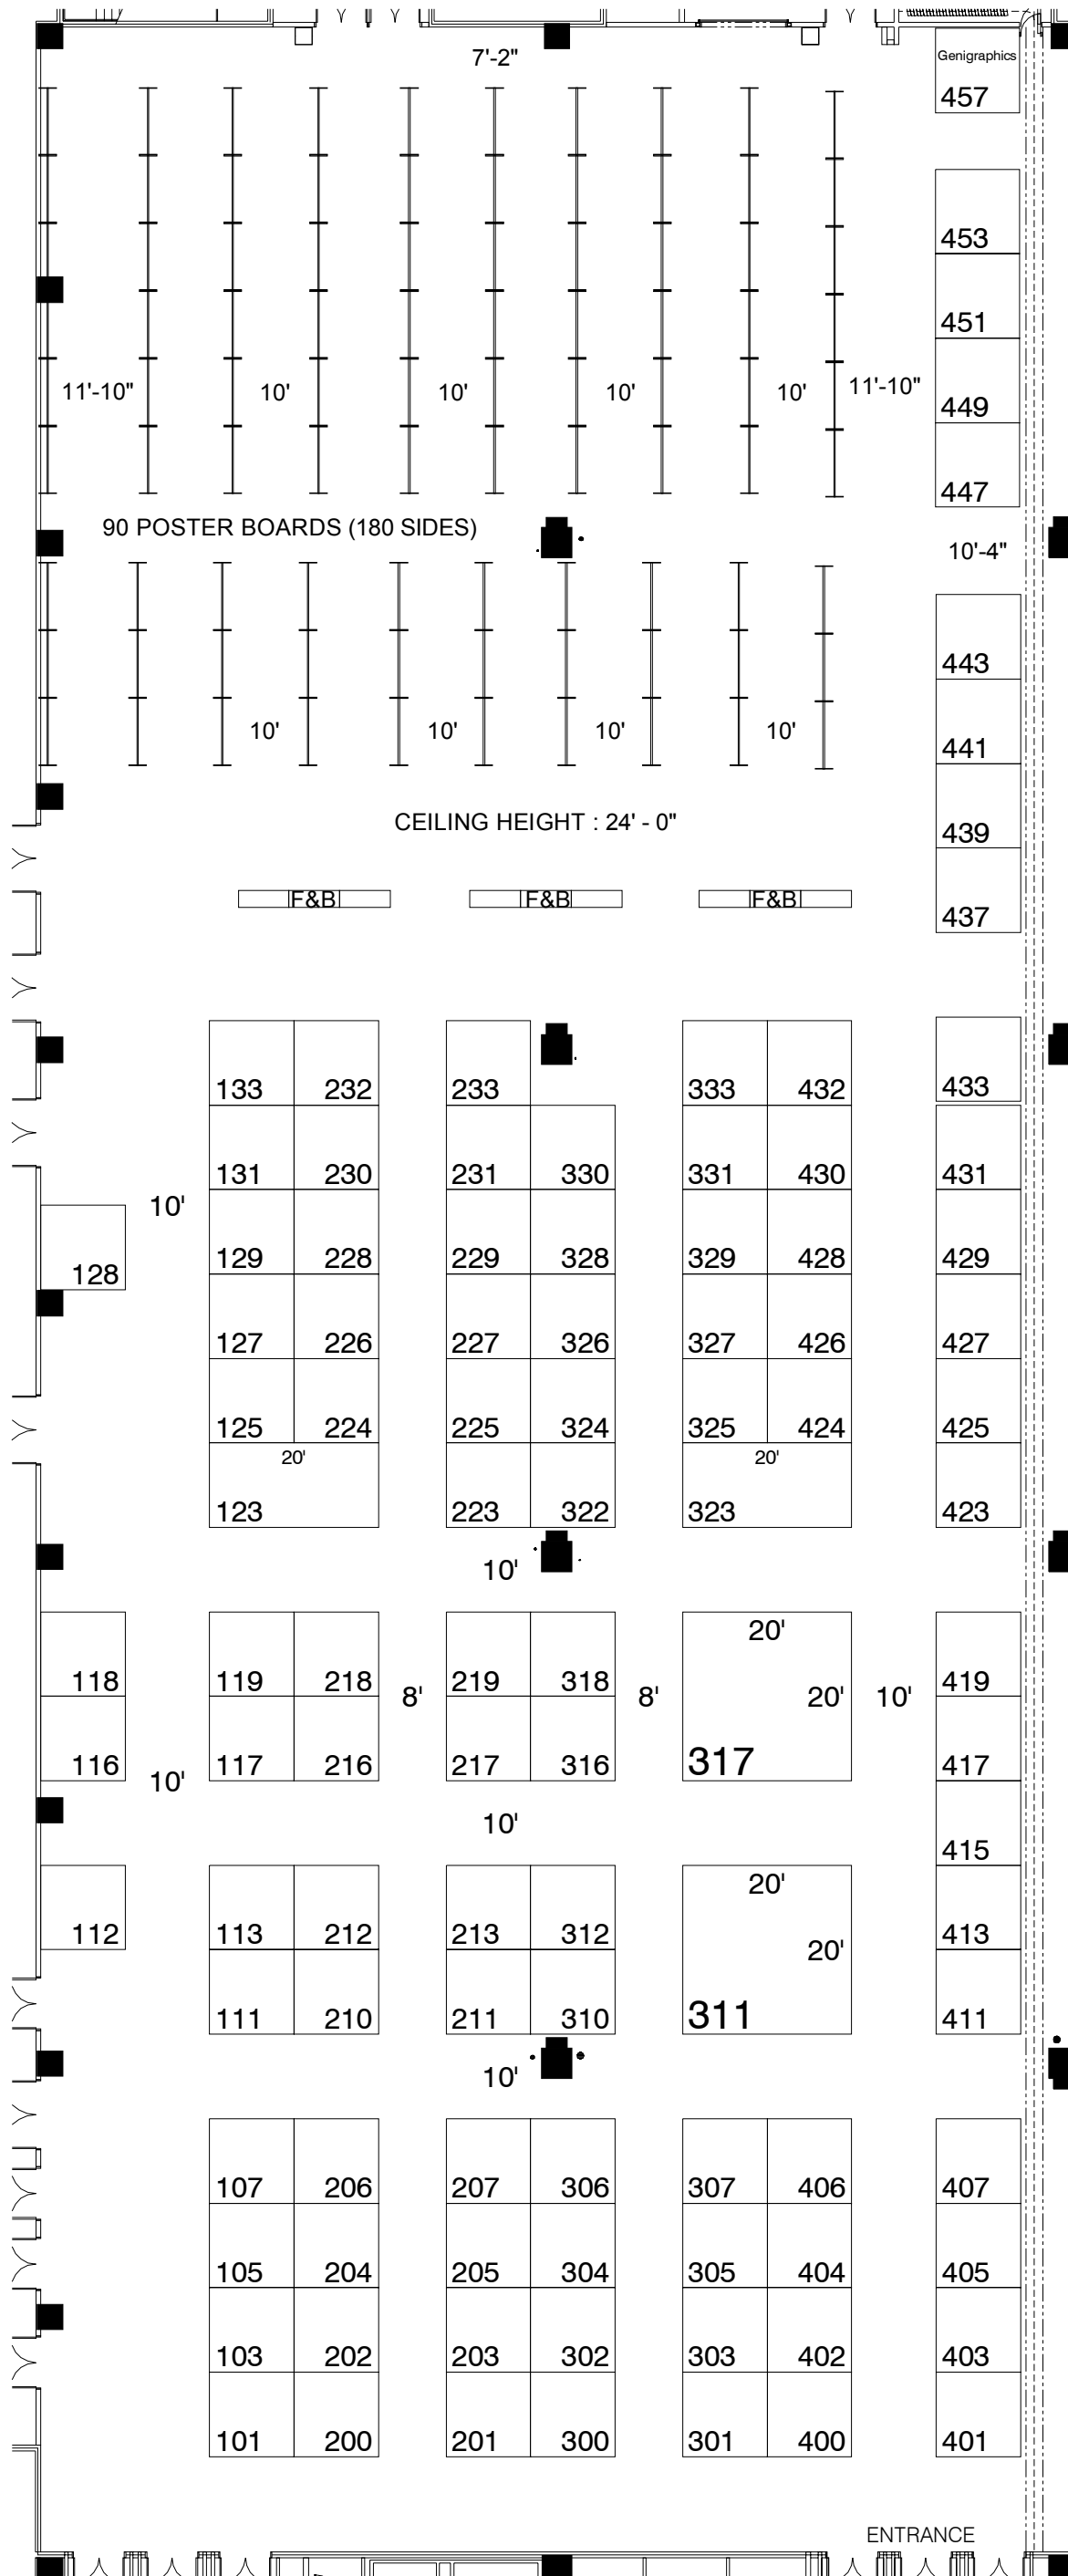 7'-2"
Genigraphics
457
453
451
449
447
11'-10" 10' 10' 10' 10' 11'-10"
90 POSTER BOARDS (180 SIDES)
10'-4"
443
441
439
437
10' 10' 10' 10'
CEILING HEIGHT : 24' - 0"
F&B F&B F&B
133 232 233 333 432 433
131 230 231 330 331 430 431
10'
129 228 229 328 329 428 429
128
127 226 227 326 327 426 427
125 224 225 324 325 424 425
20' 20'
123 223 322 323 423
10'
20'
118 119 218 219 318 419
8' 8' 20' 10'
116 117 216 217 316 317 417
10'
10'
415
20'
112 113 212 213 312 413
20'
111 210 211 310 311 411
10'
107 206 207 306 307 406 407
105 204 205 304 305 404 405
103 202 203 302 303 402 403
101 200 201 300 301 400 401
ENTRANCE